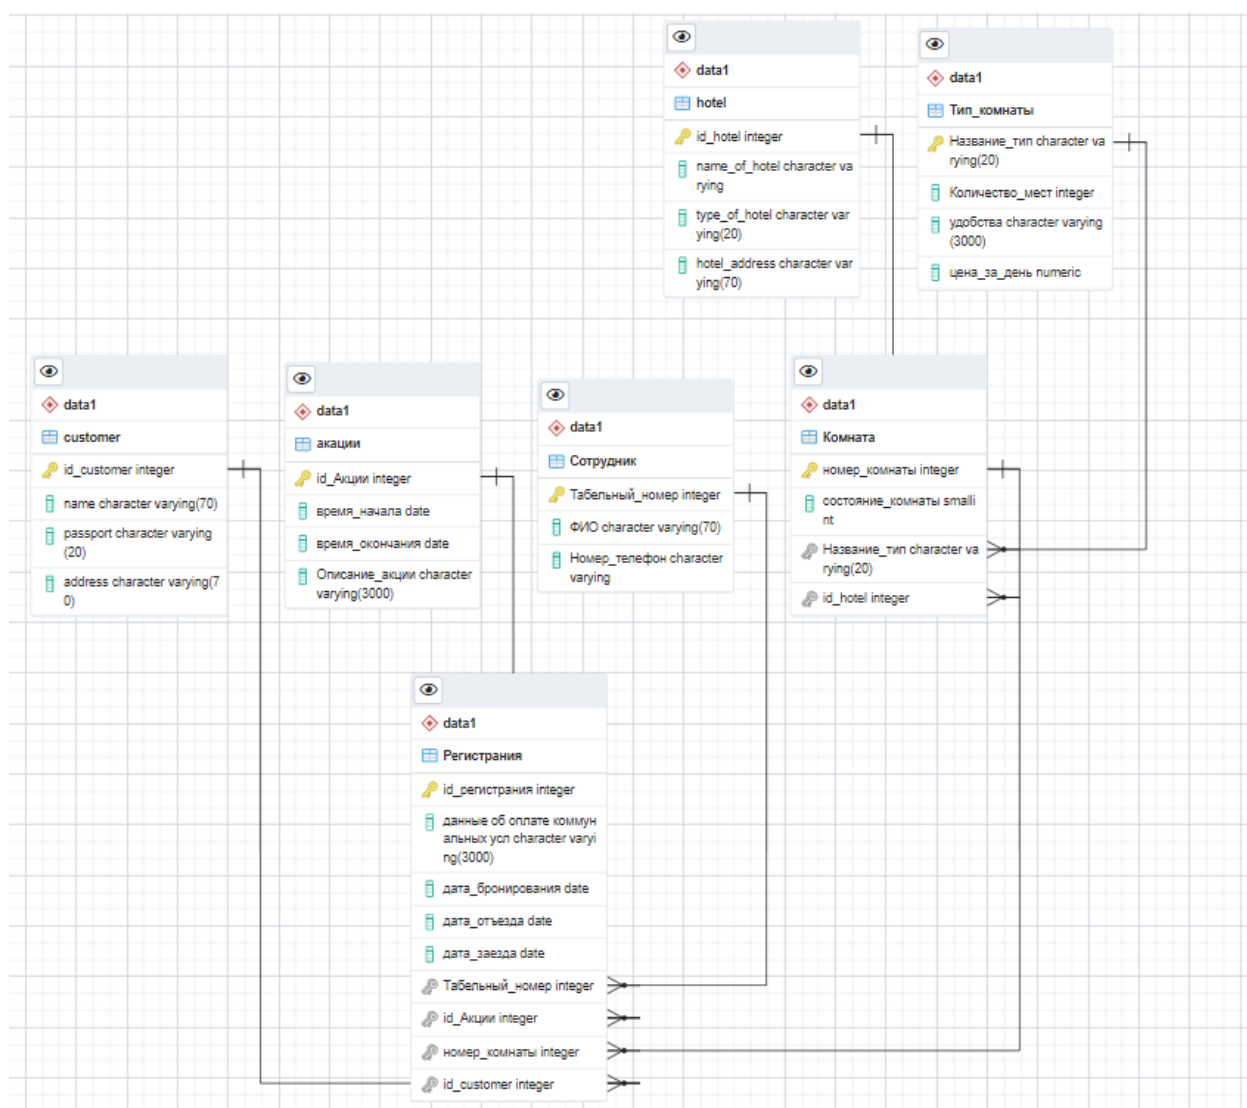 data1
hotel
id_hotel integer
name_of_hotel character va
rying
type_of_hotel character var
ying(20)
hotel_address character var
ying(70)
data1
Тип_комнаты
Название_тип character va
rying(20)
Количество_мест integer
удобства character varying
(3000)
цена_за_день numeric
data1
customer
id_customer integer
name character varying(70)
passport character varying
(20)
address character varying(7
0)
data1
акации
id_Акции integer
время_начала date
время_окончания date
Описание_акции character
varying(3000)
data1
Сотрудник
Табельный_номер integer
ФИО character varying(70)
Номер_телефон character
varying
data1
Комната
номер_комнаты integer
состояние_комнаты smalli
nt
Название_тип character va
rying(20)
id_hotel integer
data1
Регистрания
id_регистрания integer
данные об оплате коммун
альных усл character varyi
ng(3000)
дата_бронирования date
дата_отъезда date
дата_заезда date
Табельный_номер integer
id_Акции integer
номер_комнаты integer
id_customer integer